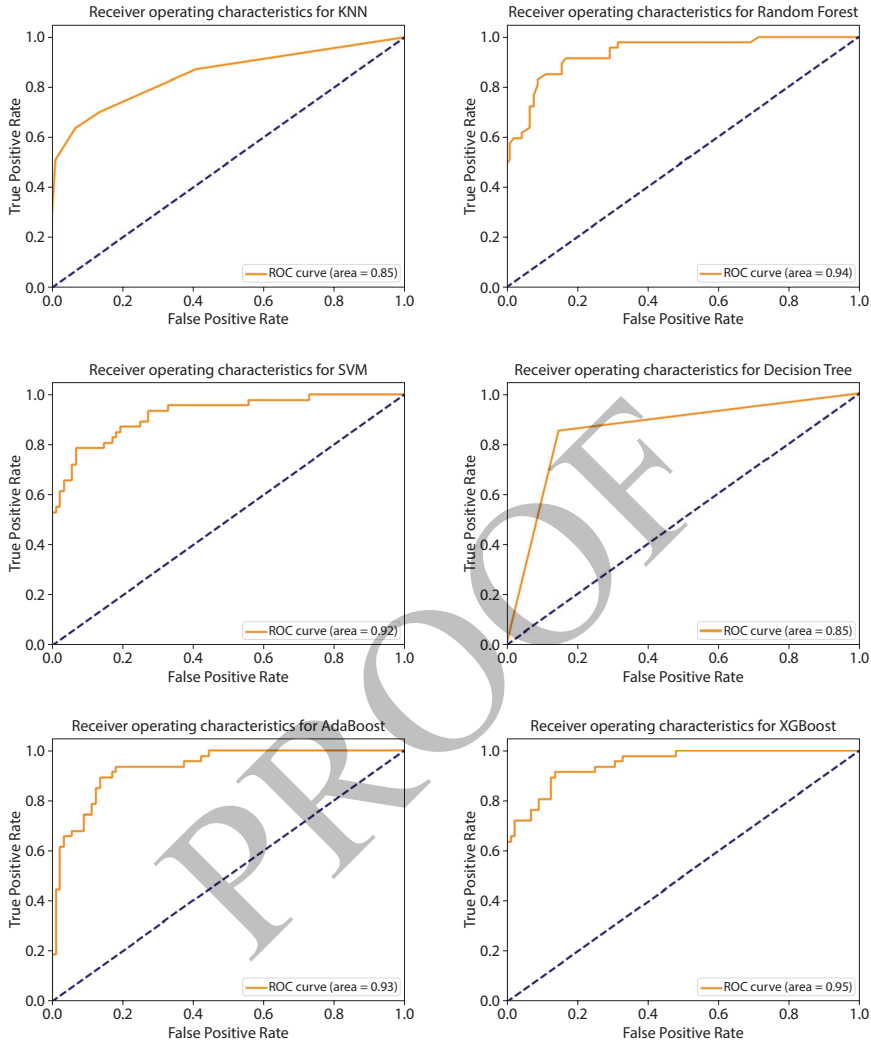 Receiver operating characteristics for KNN
1.0
0.8
0.6
0.4
0.2
0.0
True Positive Rate
0.0 0.2 0.4 0.6 0.8 1.0
False Positive Rate
ROC curve (area = 0.85)
Receiver operating characteristics for Random Forest
1.0
0.8
0.6
0.4
0.2
0.0
True Positive Rate
0.0 0.2 0.4 0.6 0.8 1.0
False Positive Rate
ROC curve (area = 0.94)
Receiver operating characteristics for SVM
1.0
0.8
0.6
0.4
0.2
0.0
True Positive Rate
0.0 0.2 0.4 0.6 0.8 1.0
False Positive Rate
ROC curve (area = 0.92)
Receiver operating characteristics for Decision Tree
1.0
0.8
0.6
0.4
0.2
0.0
True Positive Rate
0.0 0.2 0.4 0.6 0.8 1.0
False Positive Rate
ROC curve (area = 0.85)
Receiver operating characteristics for AdaBoost
1.0
0.8
0.6
0.4
0.2
0.0
True Positive Rate
0.0 0.2 0.4 0.6 0.8 1.0
False Positive Rate
ROC curve (area = 0.93)
Receiver operating characteristics for XGBoost
1.0
0.8
0.6
0.4
0.2
0.0
True Positive Rate
0.0 0.2 0.4 0.6 0.8 1.0
False Positive Rate
ROC curve (area = 0.95)
PROOF